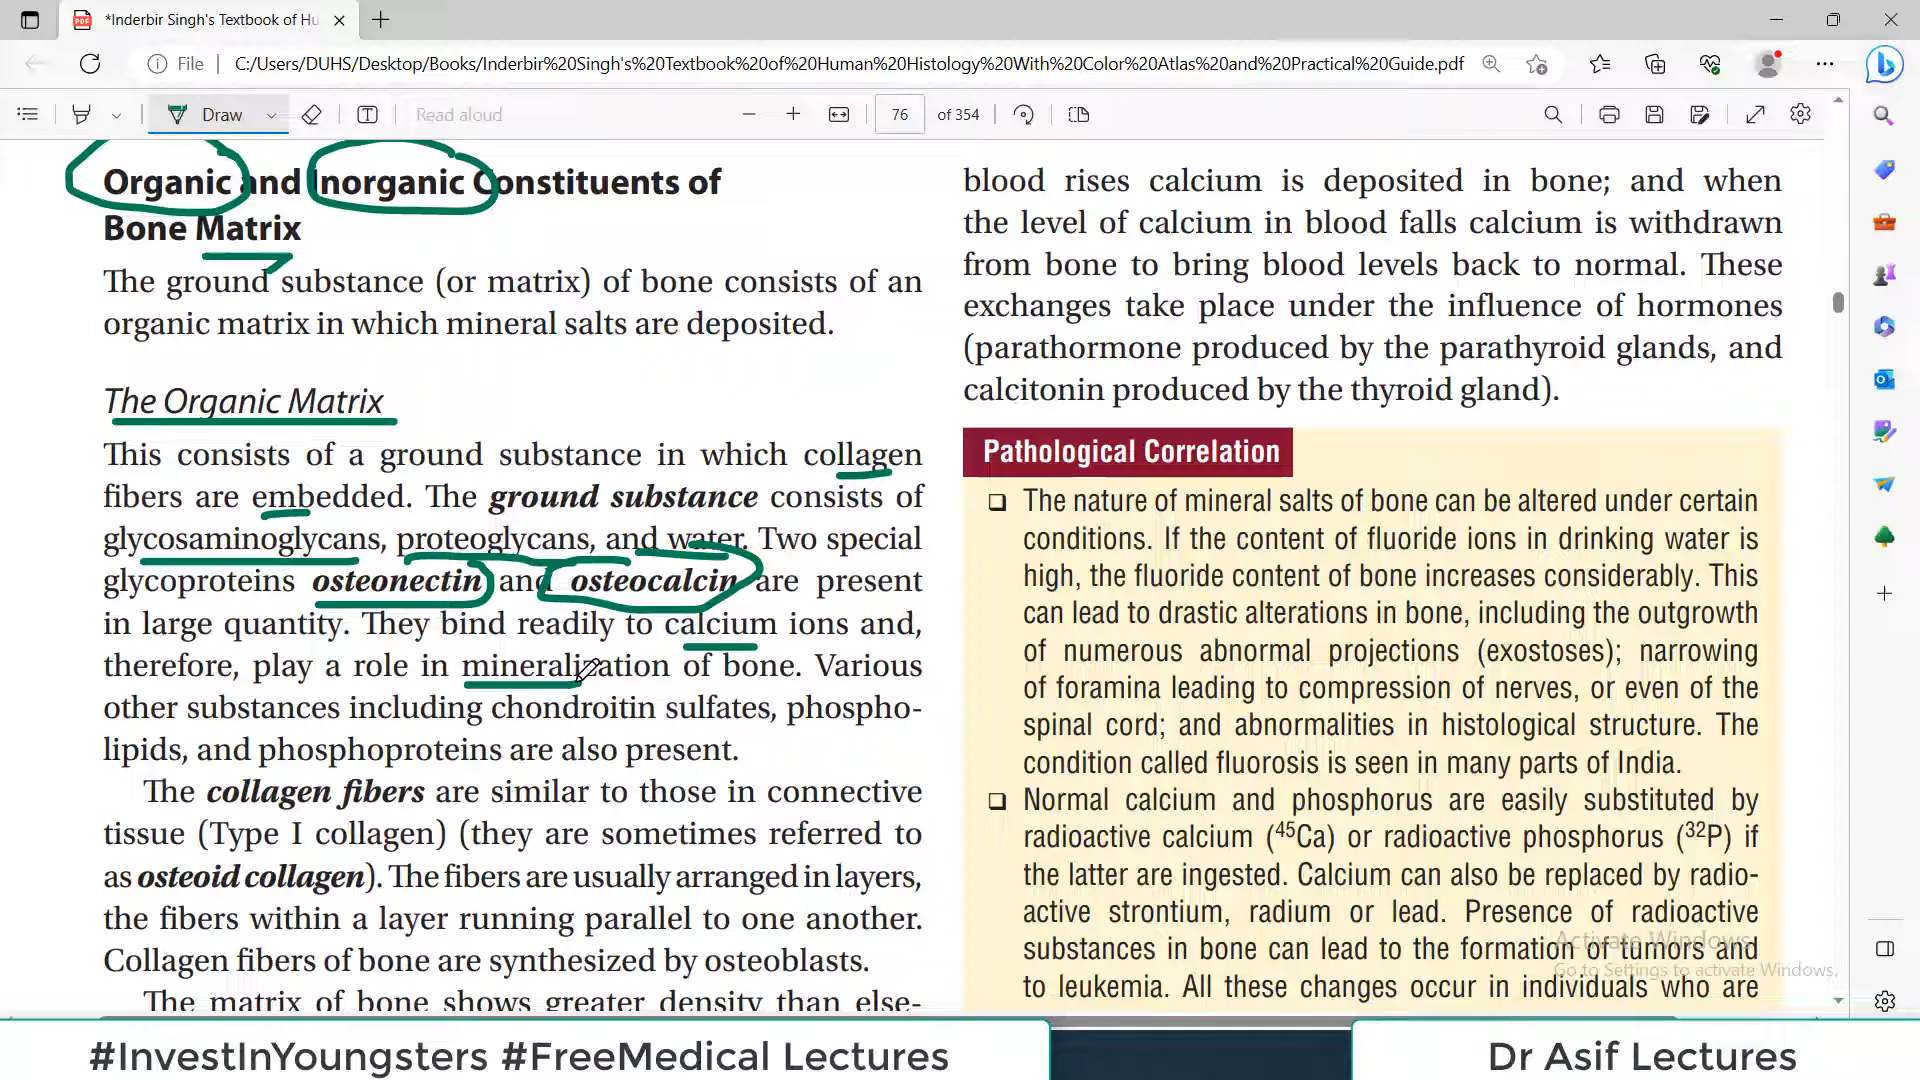 *Inderbir Singh's Textbook of Hu
File
C:/Users/DUHS/Desktop/Books/Inderbir%20Singh's%20Textbook%20of%20Human%20Histology%20With%20Color%20Atlas%20and%20Practical%20Guide.pdf
Draw
Read aloud
76
of 354
Organic and Inorganic Constituents of
Bone Matrix
The ground substance (or matrix) of bone consists of an
organic matrix in which mineral salts are deposited.
The Organic Matrix
This consists of a ground substance in which collagen
fibers are embedded. The ground substance consists of
glycosaminoglycans, proteoglycans, and water. Two special
glycoproteins osteonectin and osteocalcin are present
in large quantity. They bind readily to calcium ions and,
therefore, play a role in mineralization of bone. Various
other substances including chondroitin sulfates, phospho-
lipids, and phosphoproteins are also present.
The collagen fibers are similar to those in connective
tissue (Type I collagen) (they are sometimes referred to
as osteoid collagen). The fibers are usually arranged in layers,
the fibers within a layer running parallel to one another.
Collagen fibers of bone are synthesized by osteoblasts.
The matrix of bone shows greater density than else-
blood rises calcium is deposited in bone; and when
the level of calcium in blood falls calcium is withdrawn
from bone to bring blood levels back to normal. These
exchanges take place under the influence of hormones
(parathormone produced by the parathyroid glands, and
calcitonin produced by the thyroid gland).
Pathological Correlation
❑ The nature of mineral salts of bone can be altered under certain
conditions. If the content of fluoride ions in drinking water is
high, the fluoride content of bone increases considerably. This
can lead to drastic alterations in bone, including the outgrowth
of numerous abnormal projections (exostoses); narrowing
of foramina leading to compression of nerves, or even of the
spinal cord; and abnormalities in histological structure. The
condition called fluorosis is seen in many parts of India.
❑ Normal calcium and phosphorus are easily substituted by
radioactive calcium (⁴⁵Ca) or radioactive phosphorus (³²P) if
the latter are ingested. Calcium can also be replaced by radio-
active strontium, radium or lead. Presence of radioactive
substances in bone can lead to the formation of tumors and
to leukemia. All these changes occur in individuals who are
Activate Windows
Go to Settings to activate Windows.
#InvestInYoungsters #FreeMedical Lectures
Dr Asif Lectures